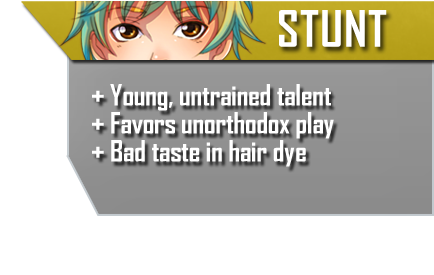 STUNT
+ Young, untrained talent
+ Favors unorthodox play
+ Bad taste in hair dye